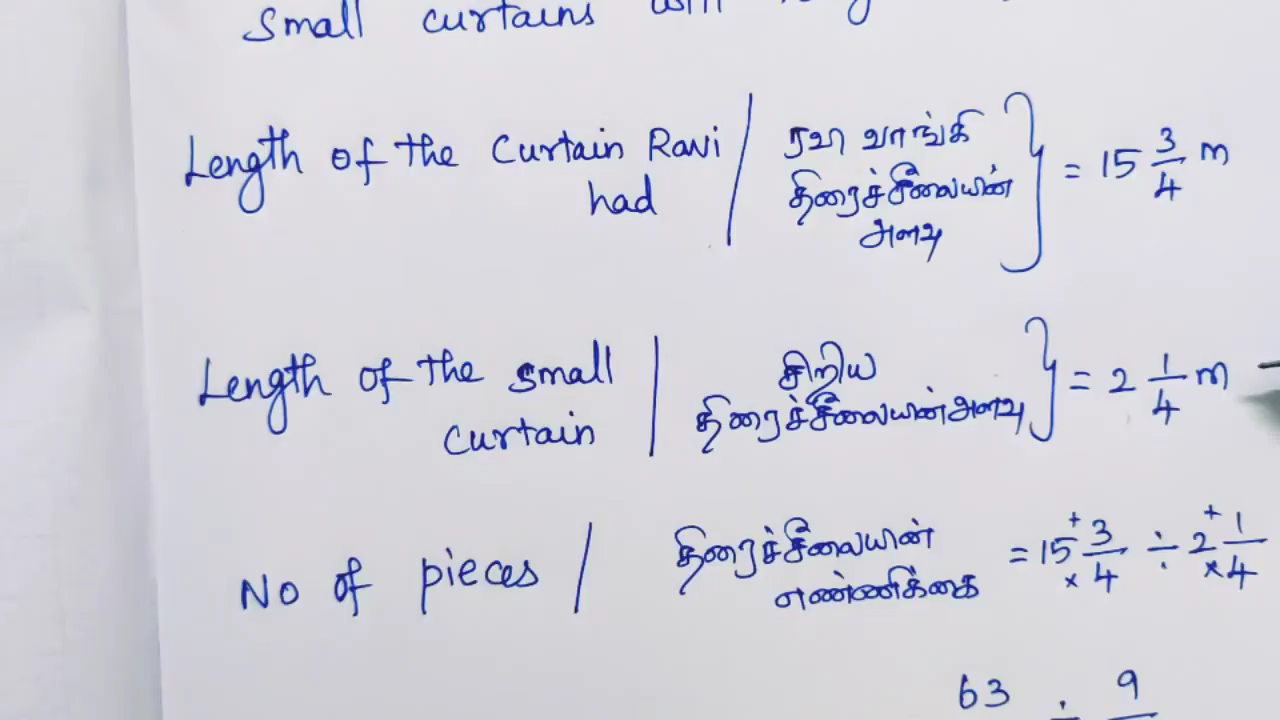 Small curtains
Length of the Curtain Ravi had / ரவி வாங்கி திரைச்சீலையின் அளவு } = 15 3/4 m
Length of the small curtain | சிறிய திரைச்சீலையின் அளவு } = 2 1/4 m
No of pieces / திரைச்சீலையின் எண்ணிக்கை = 15 + × 3/4 ÷ 2 + × 1/4
63 ÷ 9